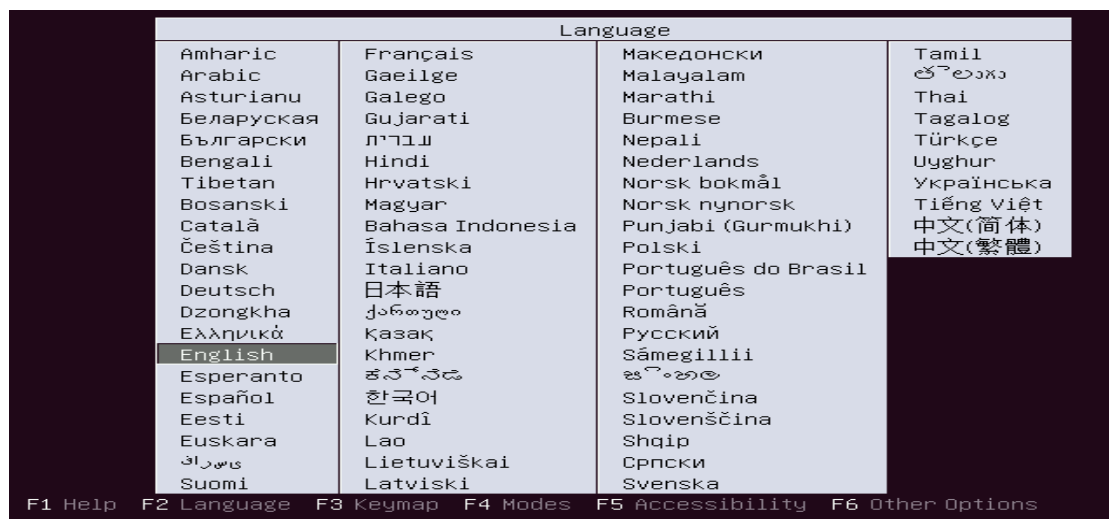 Language
Amharic
Arabic
Asturianu
Беларуская
Български
Bengali
Tibetan
Bosanski
Català
Čeština
Dansk
Deutsch
Dzongkha
Ελληνικά
English
Esperanto
Español
Eesti
Euskara
Suomi
Français
Gaeilge
Galego
Gujarati
עברית
Hindi
Hrvatski
Magyar
Bahasa Indonesia
Íslenska
Italiano
日本語
ქართული
Қазақ
Khmer
한국어
Kurdî
Lao
Lietuviškai
Latviski
Македонски
Malayalam
Marathi
Burmese
Nepali
Nederlands
Norsk bokmål
Norsk nynorsk
Punjabi (Gurmukhi)
Polski
Português do Brasil
Português
Română
Русский
Sámegillii
Slovenčina
Slovenščina
Shqip
Српски
Svenska
Tamil
Thai
Tagalog
Türkçe
Uyghur
Українська
Tiếng Việt
中文(简体)
中文(繁體)
F1 Help F2 Language F3 Keymap F4 Modes F5 Accessibility F6 Other Options